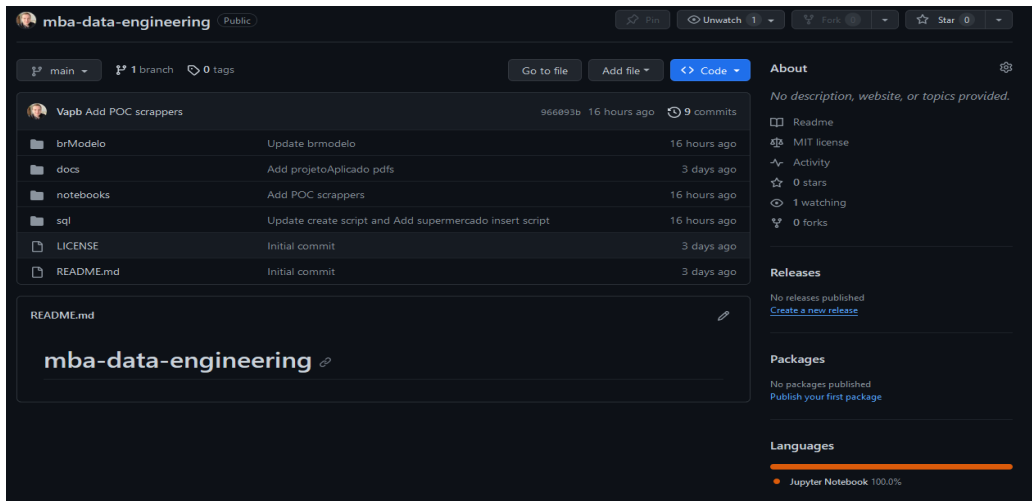 mba-data-engineering Public
Pin Unwatch 1 Fork 0 Star 0
main 1 branch 0 tags Go to file Add file Code
Vapb Add POC scrappers 966093b 16 hours ago 9 commits
brModelo Update brmodelo 16 hours ago
docs Add projetoAplicado pdfs 3 days ago
notebooks Add POC scrappers 16 hours ago
sql Update create script and Add supermercado insert script 16 hours ago
LICENSE Initial commit 3 days ago
README.md Initial commit 3 days ago
README.md
mba-data-engineering
About
No description, website, or topics provided.
Readme
MIT license
Activity
0 stars
1 watching
0 forks
Releases
No releases published
Create a new release
Packages
No packages published
Publish your first package
Languages
Jupyter Notebook 100.0%